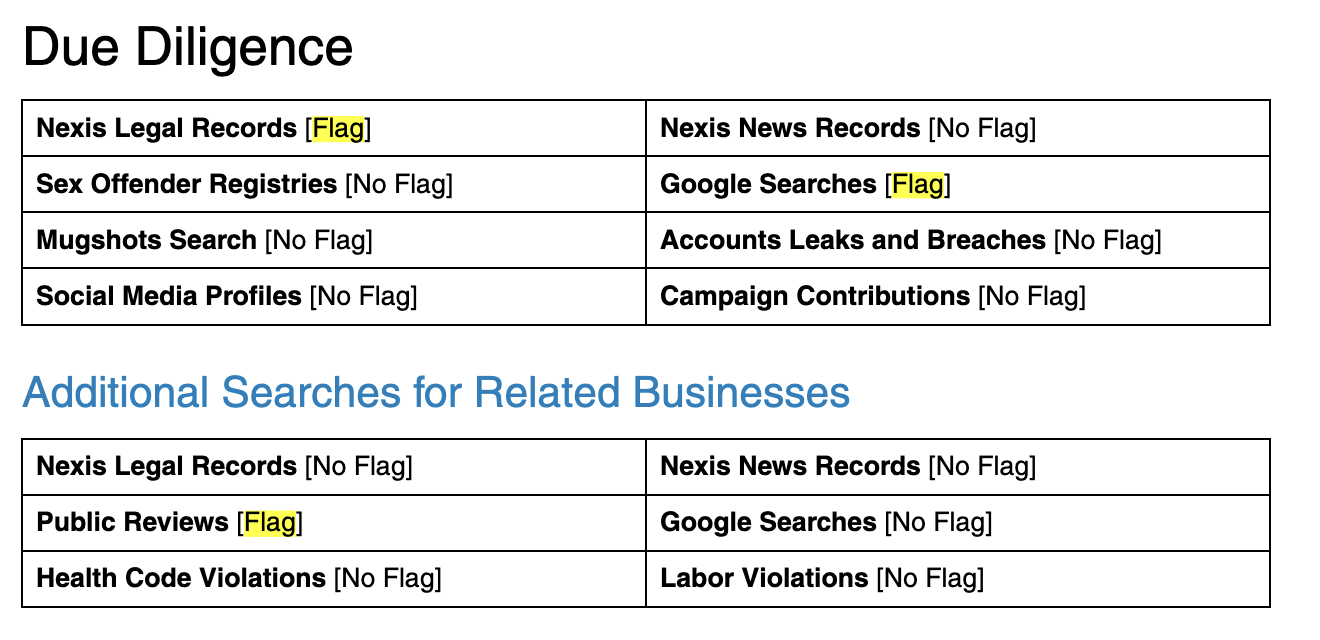 Due Diligence
Nexis Legal Records [Flag]
Nexis News Records [No Flag]
Sex Offender Registries [No Flag]
Google Searches [Flag]
Mugshots Search [No Flag]
Accounts Leaks and Breaches [No Flag]
Social Media Profiles [No Flag]
Campaign Contributions [No Flag]
Additional Searches for Related Businesses
Nexis Legal Records [No Flag]
Nexis News Records [No Flag]
Public Reviews [Flag]
Google Searches [No Flag]
Health Code Violations [No Flag]
Labor Violations [No Flag]